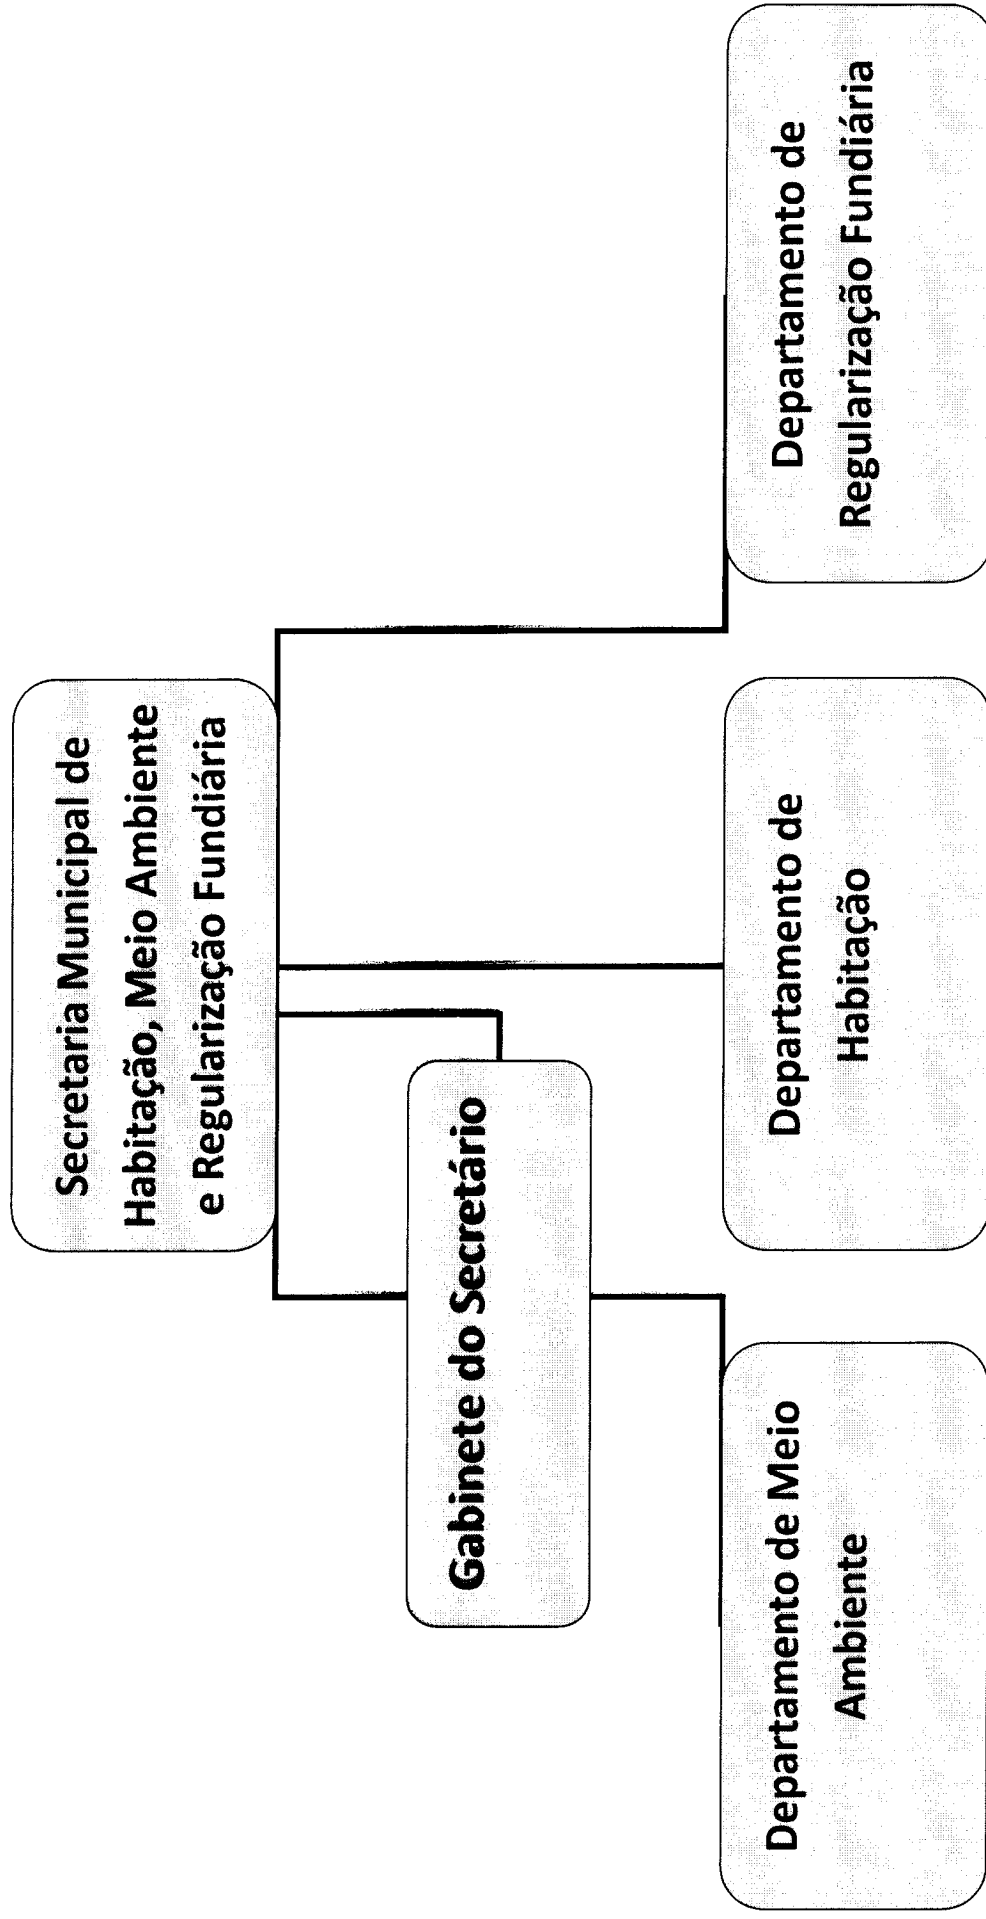 Secretaria Municipal de
Habitação, Meio Ambiente
e Regularização Fundiária
Gabinete do Secretário
Departamento de Meio
Ambiente
Departamento de
Habitação
Departamento de
Regularização Fundiária